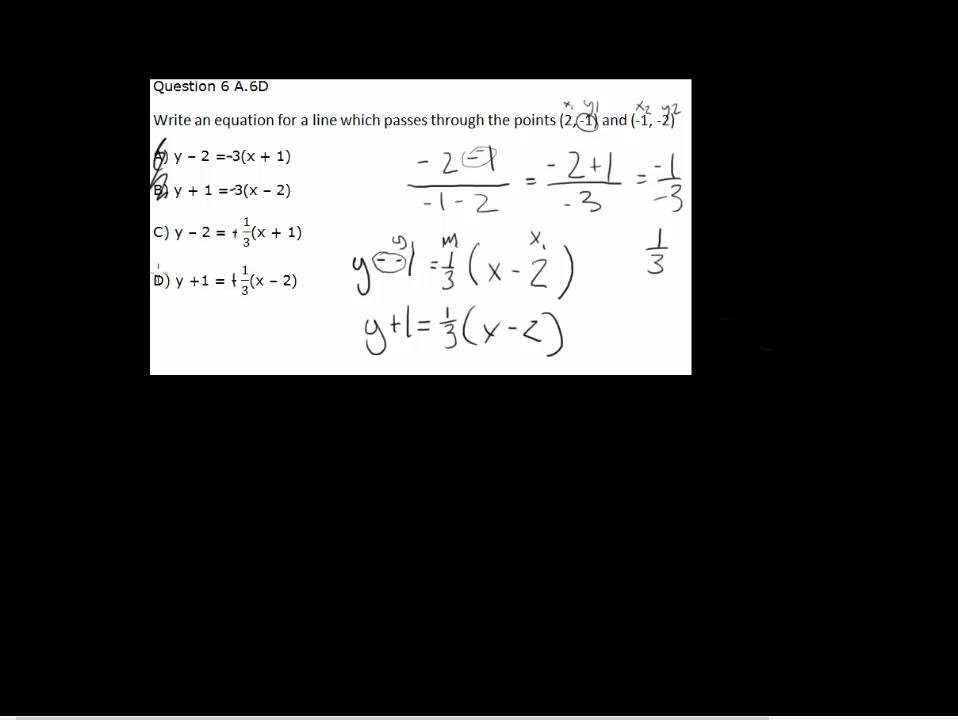 Question 6 A.6D
x₁ y1 x2 y2
Write an equation for a line which passes through the points (2, -1) and (-1, -2)
A) y – 2 =-3(x + 1)
B) y + 1 =-3(x – 2)
C) y – 2 = + 1/3(x + 1)
D) y +1 = + 1/3(x – 2)
(-2 - -1)/(-1 - 2) = (-2 + 1)/(-3) = -1/-3
1/3
y₁ m x₁
y - -1 = 1/3(x - 2)
y + 1 = 1/3(x - 2)